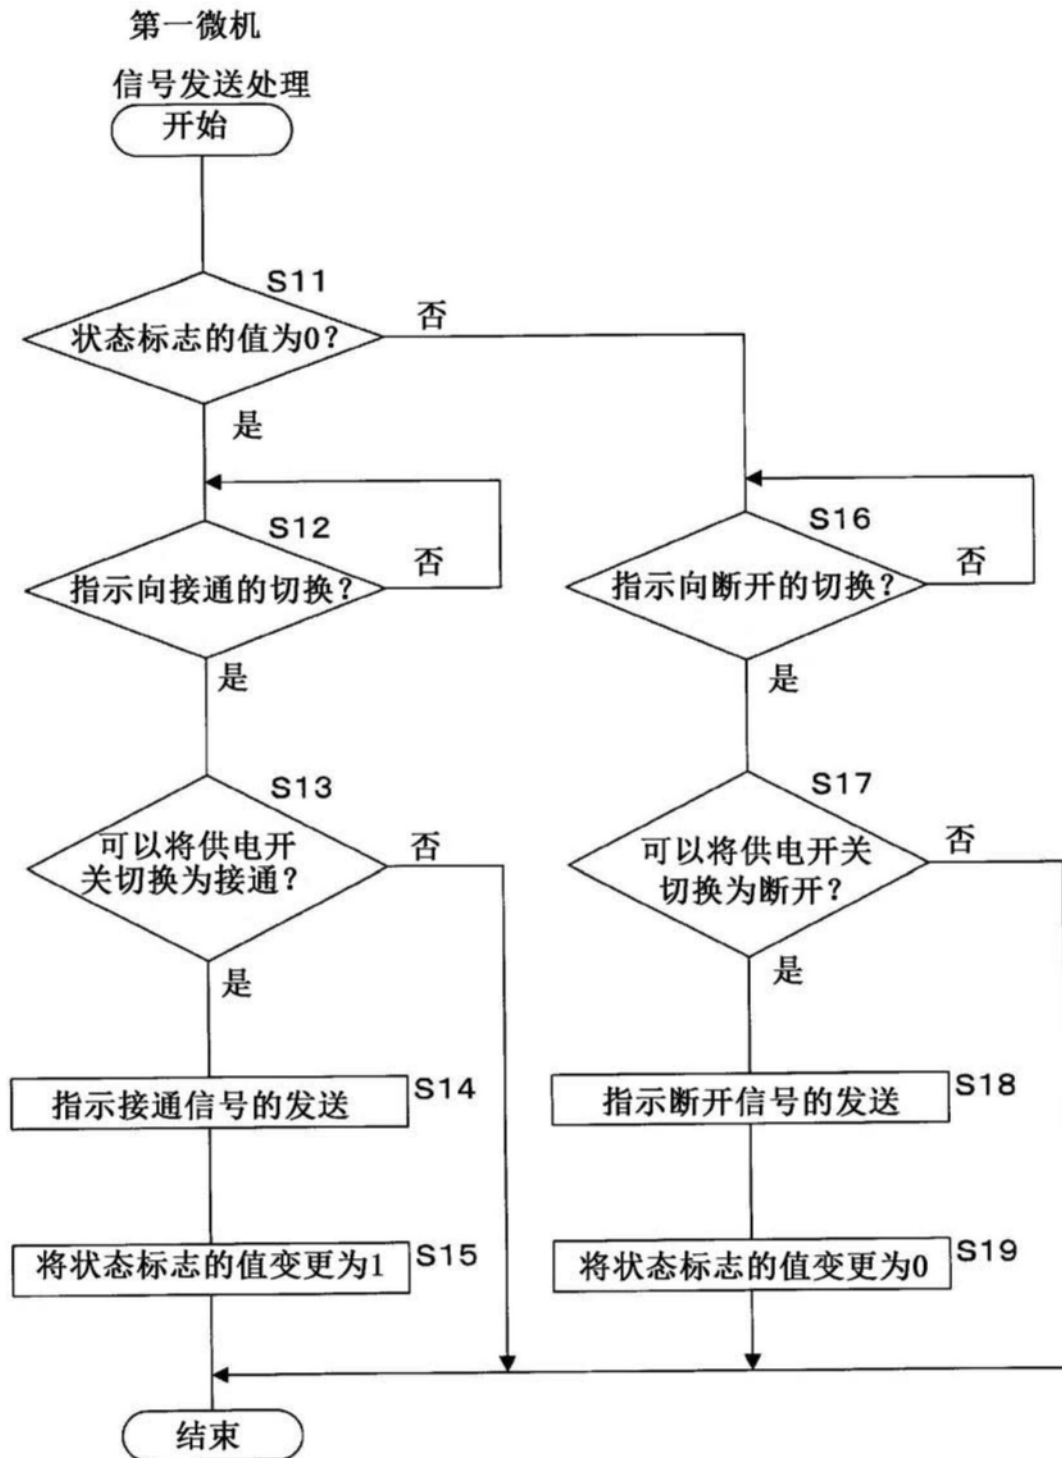 第一微机
信号发送处理
开始
S11
状态标志的值为0?
否
是
S12
指示向接通的切换?
否
是
S16
指示向断开的切换?
否
是
S13
可以将供电开
关切换为接通?
否
是
S17
可以将供电开关
切换为断开?
否
是
指示接通信号的发送
S14
指示断开信号的发送
S18
将状态标志的值变更为1
S15
将状态标志的值变更为0
S19
结束